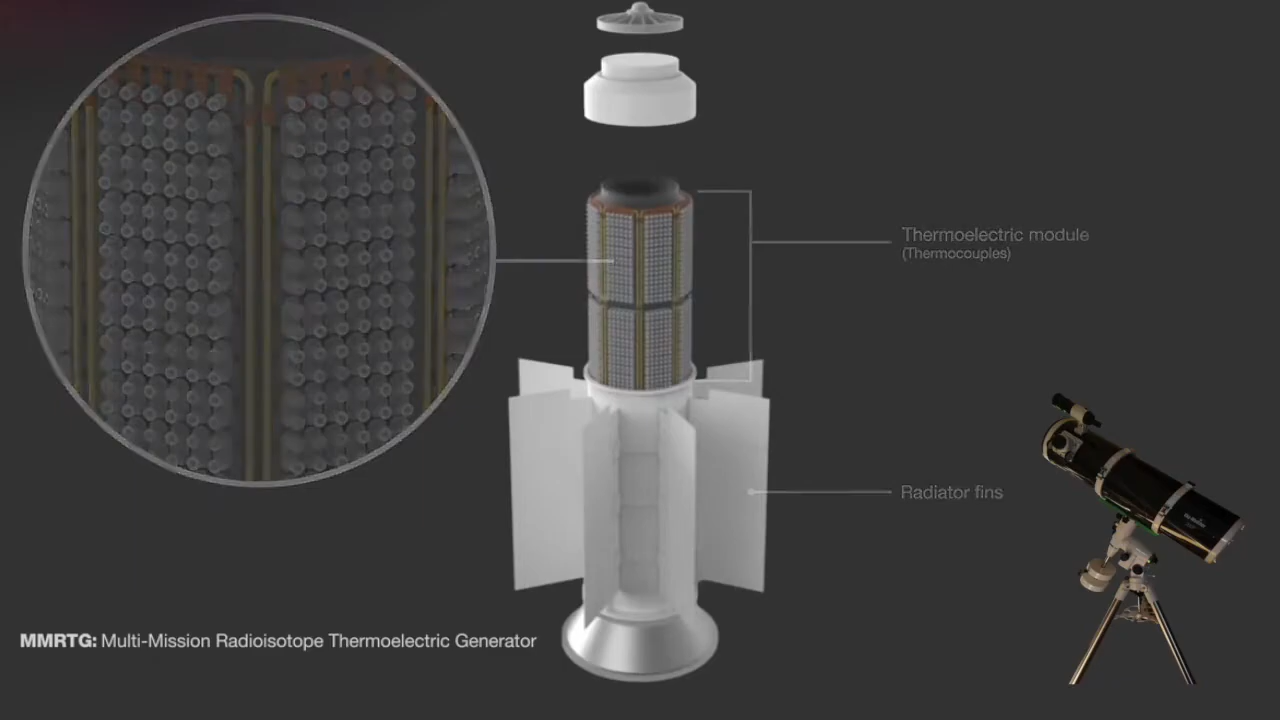 Thermoelectric module
(Thermocouples)
Radiator fins
MMRTG: Multi-Mission Radioisotope Thermoelectric Generator